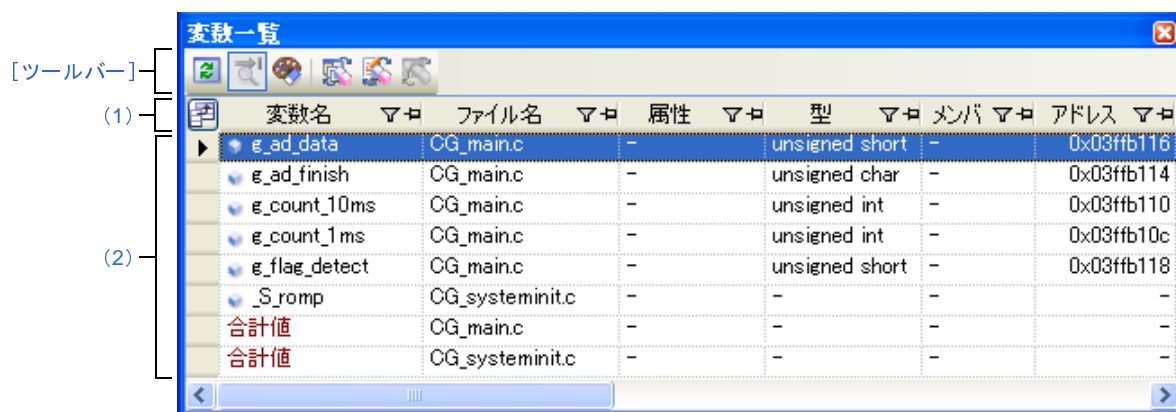 変数一覧
[ツールバー]
(1)
変数名 ファイル名 属性 型 メンバ アドレス
g_ad_data CG_main.c - unsigned short - 0x03ffb116
g_ad_finish CG_main.c - unsigned char - 0x03ffb114
g_count_10ms CG_main.c - unsigned int - 0x03ffb110
g_count_1ms CG_main.c - unsigned int - 0x03ffb10c
(2)
g_flag_detect CG_main.c - unsigned short - 0x03ffb118
_S_romp CG_systeminit.c - - - -
合計値 CG_main.c - - - -
合計値 CG_systeminit.c - - - -